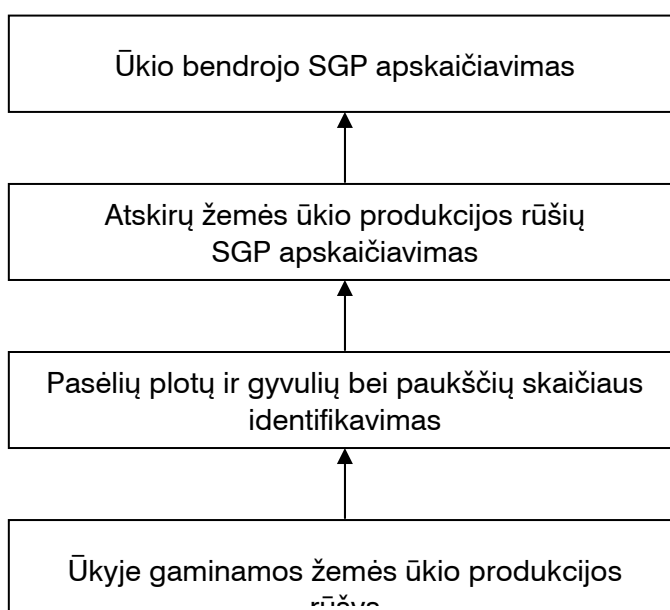 Ūkio bendrojo SGP apskaičiavimas
Atskirų žemės ūkio produkcijos rūšių
SGP apskaičiavimas
Pasėlių plotų ir gyvulių bei paukščių skaičiaus
identifikavimas
Ūkyje gaminamos žemės ūkio produkcijos
rūšys